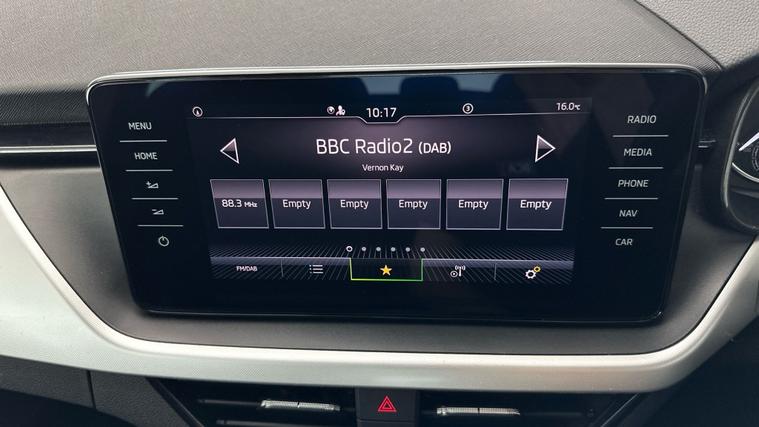 MENU
HOME
10:17
3
16.0°C
BBC Radio2 (DAB)
Vernon Kay
88.3 MHz
Empty
Empty
Empty
Empty
Empty
FM/DAB
RADIO
MEDIA
PHONE
NAV
CAR